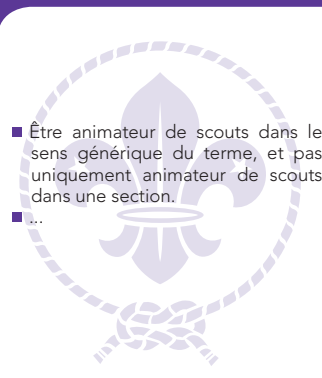 ■ Être animateur de scouts dans le
sens générique du terme, et pas
uniquement animateur de scouts
dans une section.
■ ...